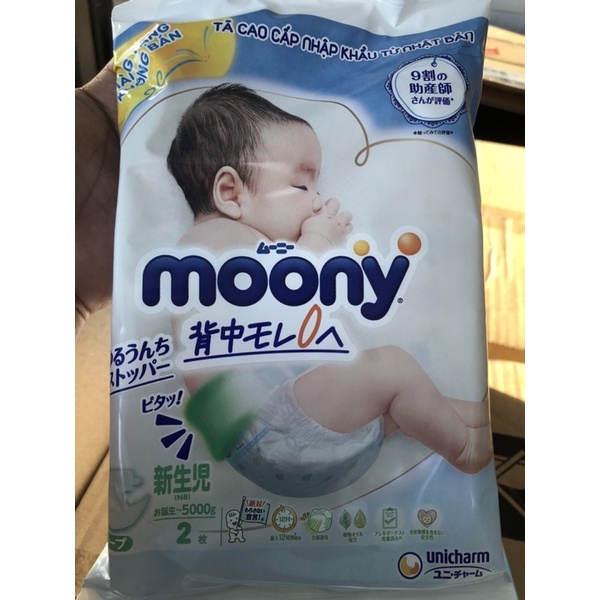 TÃ CAO CẤP NHẬP KHẨU TỪ NHẬT BẢN
9割の
助産師
さんが評価*
ムーニー
moony
背中モレ0へ
ゆるうんち
ストッパー
ピタッ!
新生児
(NB)
お誕生~5000g
2枚
unicharm
ユニ・チャーム